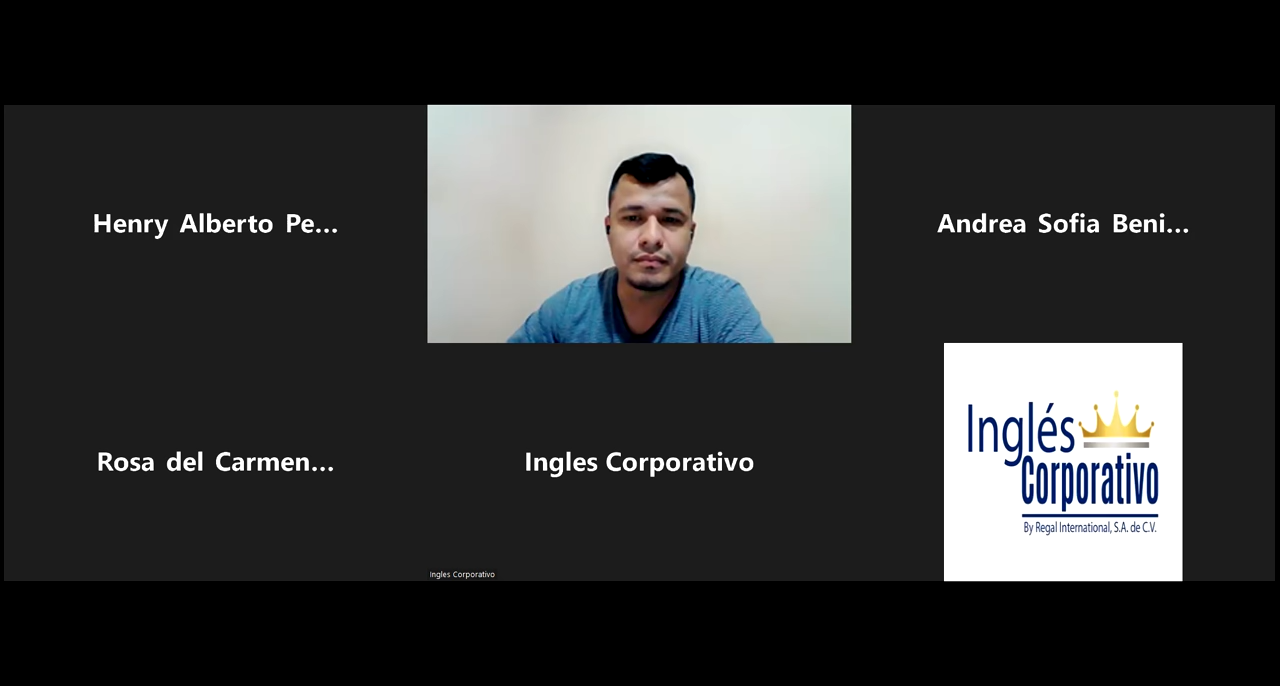 Henry Alberto Pe...
Andrea Sofia Beni...
Rosa del Carmen...
Ingles Corporativo
Ingles Corporativo
Inglés
Corporativo
By Regal International, S.A. de C.V.